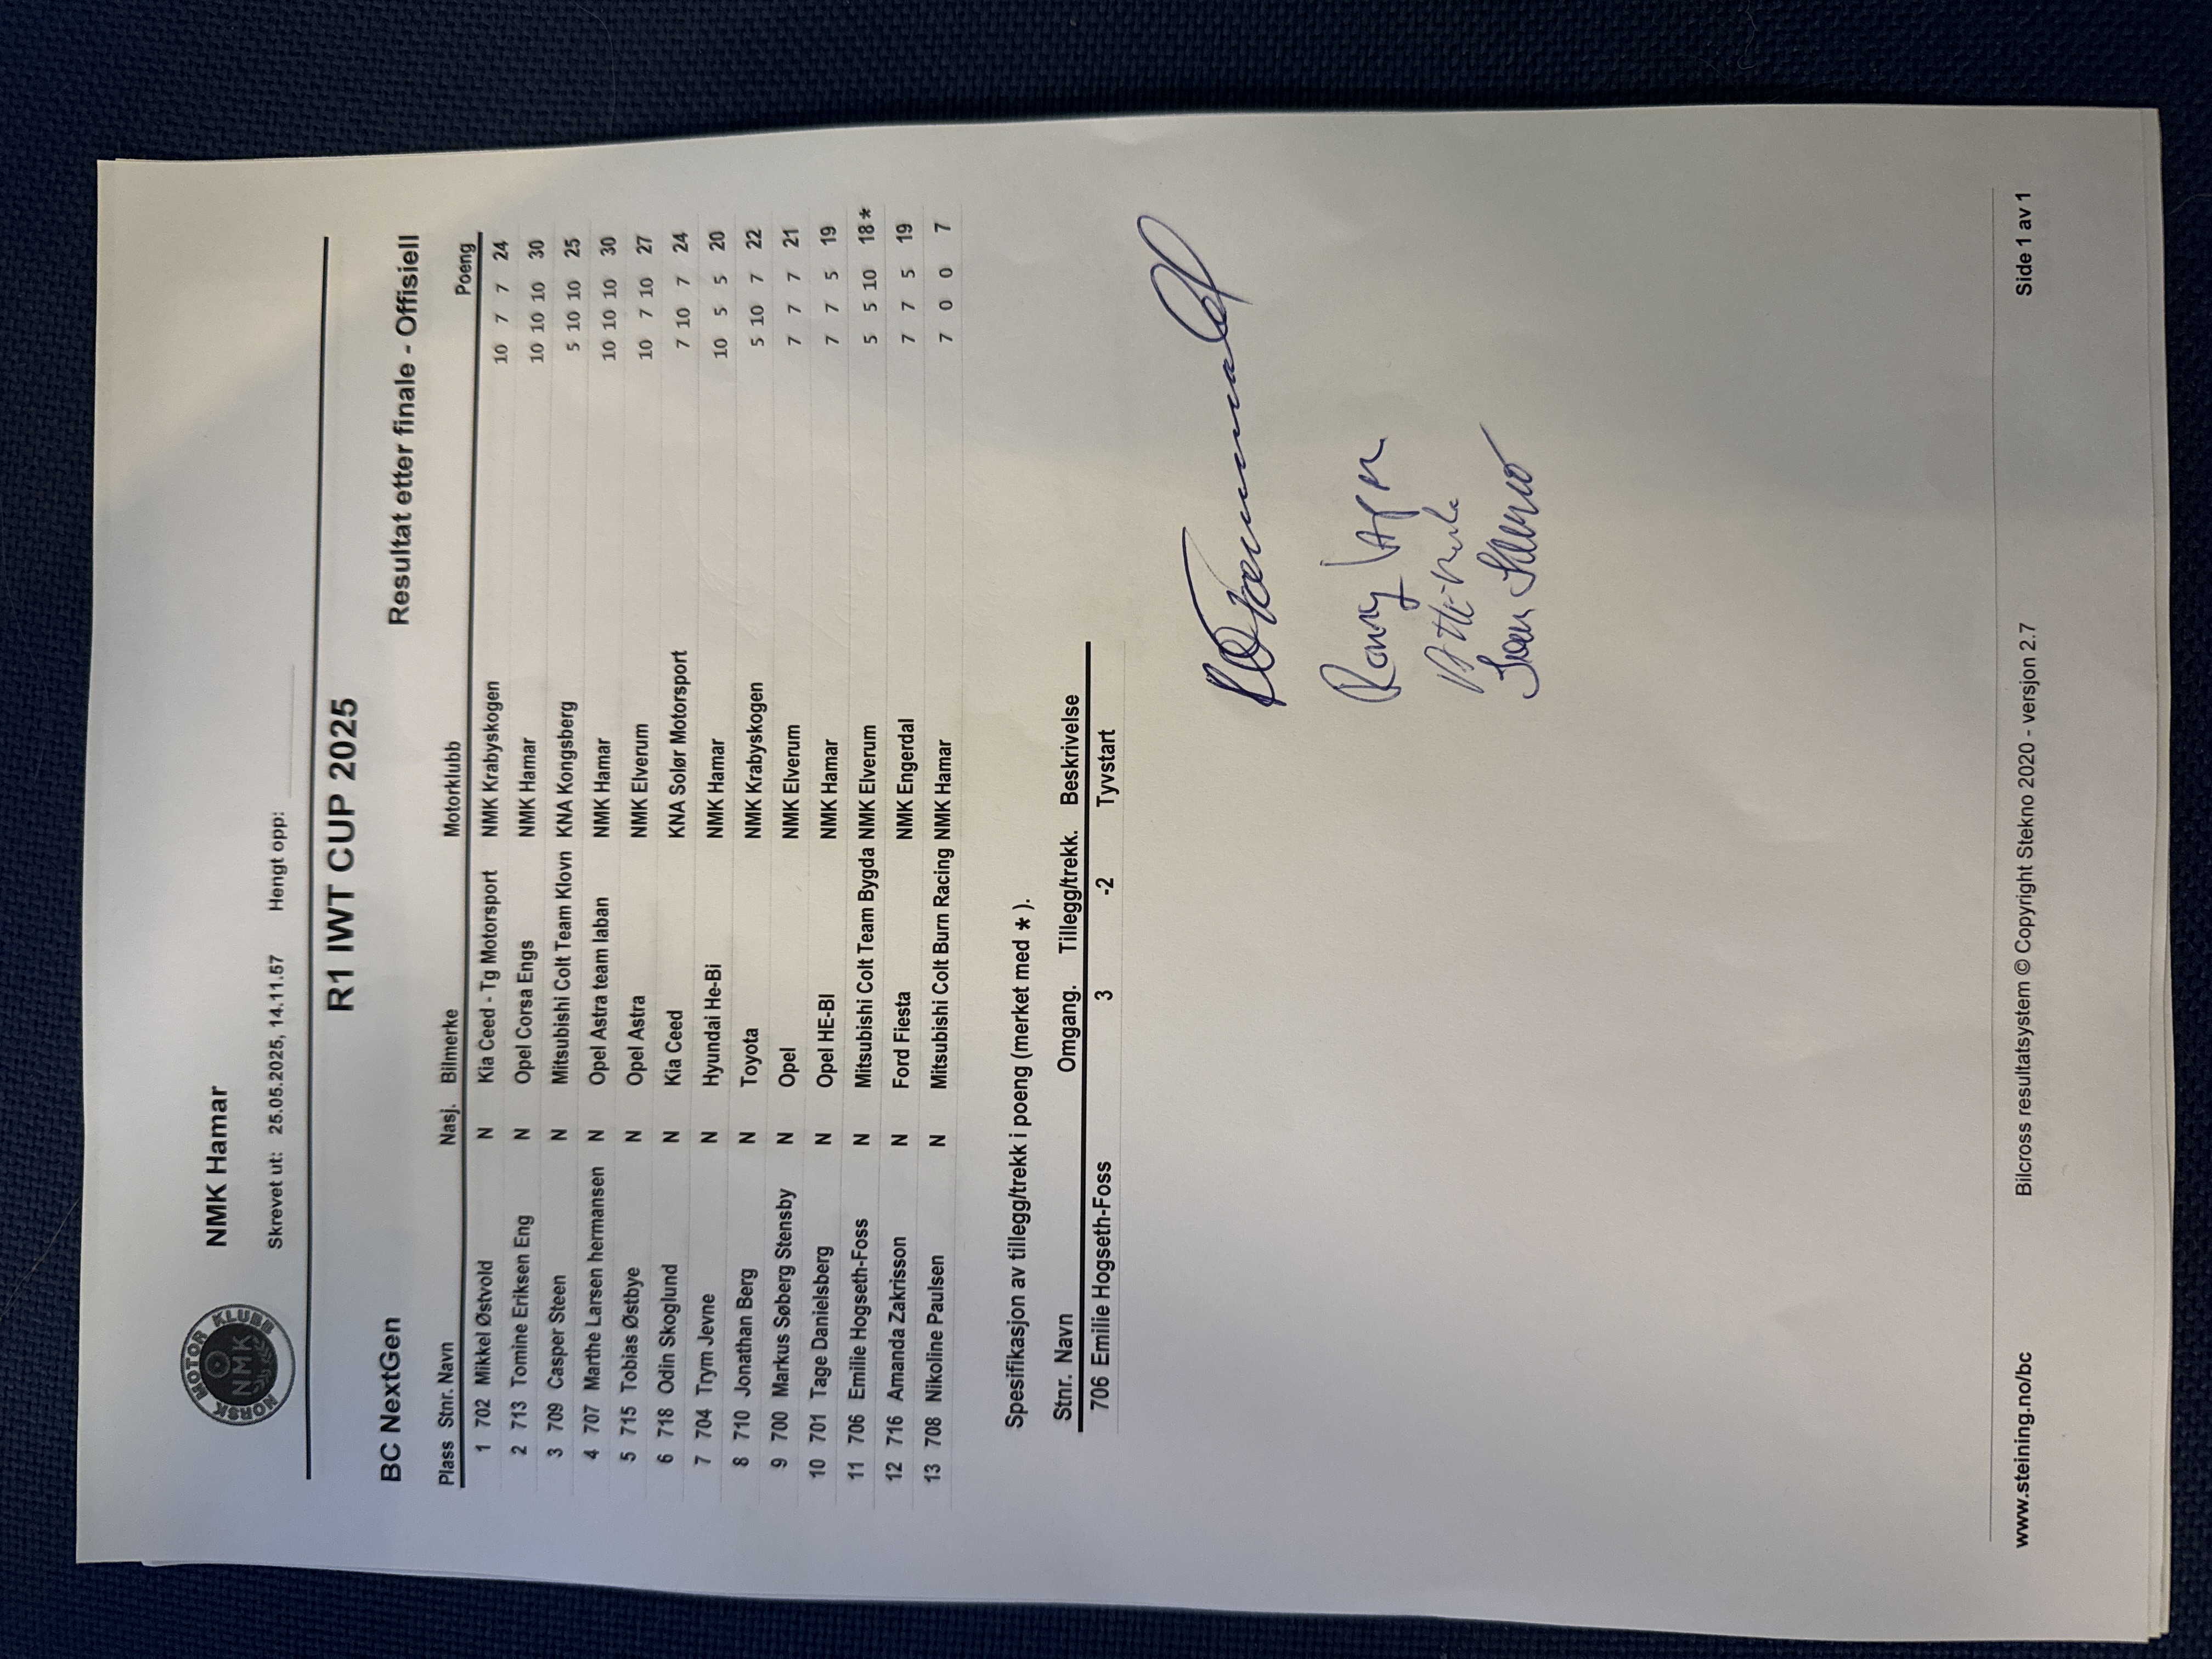 NORSK MOTOR KLUBB
NMK
NMK Hamar
Skrevet ut: 25.05.2025, 14.11.57 Hengt opp:
R1 IWT CUP 2025
BC NextGen Resultat etter finale - Offisiell
Plass Stnr. Navn Nasj. Bilmerke Motorklubb Poeng
1 702 Mikkel Østvold N Kia Ceed - Tg Motorsport NMK Krabyskogen 10 7 7 24
2 713 Tomine Eriksen Eng N Opel Corsa Engs NMK Hamar 10 10 10 30
3 709 Casper Steen N Mitsubishi Colt Team Klovn KNA Kongsberg 5 10 10 25
4 707 Marthe Larsen hermansen N Opel Astra team laban NMK Hamar 10 10 10 30
5 715 Tobias Østbye N Opel Astra NMK Elverum 10 7 10 27
6 718 Odin Skoglund N Kia Ceed KNA Solør Motorsport 7 10 7 24
7 704 Trym Jevne N Hyundai He-Bi NMK Hamar 10 5 5 20
8 710 Jonathan Berg N Toyota NMK Krabyskogen 5 10 7 22
9 700 Markus Søberg Stensby N Opel NMK Elverum 7 7 7 21
10 701 Tage Danielsberg N Opel HE-BI NMK Hamar 7 7 5 19
11 706 Emilie Hogseth-Foss N Mitsubishi Colt Team Bygda NMK Elverum 5 5 10 18*
12 716 Amanda Zakrisson N Ford Fiesta NMK Engerdal 7 7 5 19
13 708 Nikoline Paulsen N Mitsubishi Colt Burn Racing NMK Hamar 7 0 0 7
Spesifikasjon av tillegg/trekk i poeng (merket med *).
Stnr. Navn Omgang. Tillegg/trekk. Beskrivelse
706 Emilie Hogseth-Foss 3 -2 Tyvstart
Ronny
www.steining.no/bc Bilcross resultatsystem © Copyright Stekno 2020 - versjon 2.7 Side 1 av 1